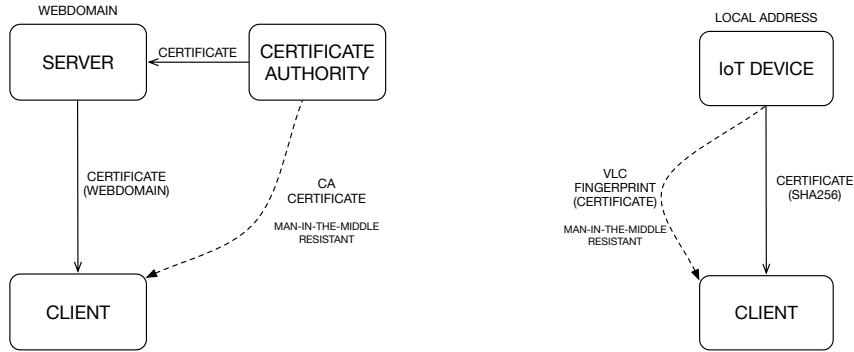 WEBDOMAIN
SERVER
CERTIFICATE
CERTIFICATE
AUTHORITY
CERTIFICATE
(WEBDOMAIN)
CA
CERTIFICATE
MAN-IN-THE-MIDDLE
RESISTANT
CLIENT
LOCAL ADDRESS
IoT DEVICE
VLC
FINGERPRINT
(CERTIFICATE)
MAN-IN-THE-MIDDLE
RESISTANT
CERTIFICATE
(SHA256)
CLIENT